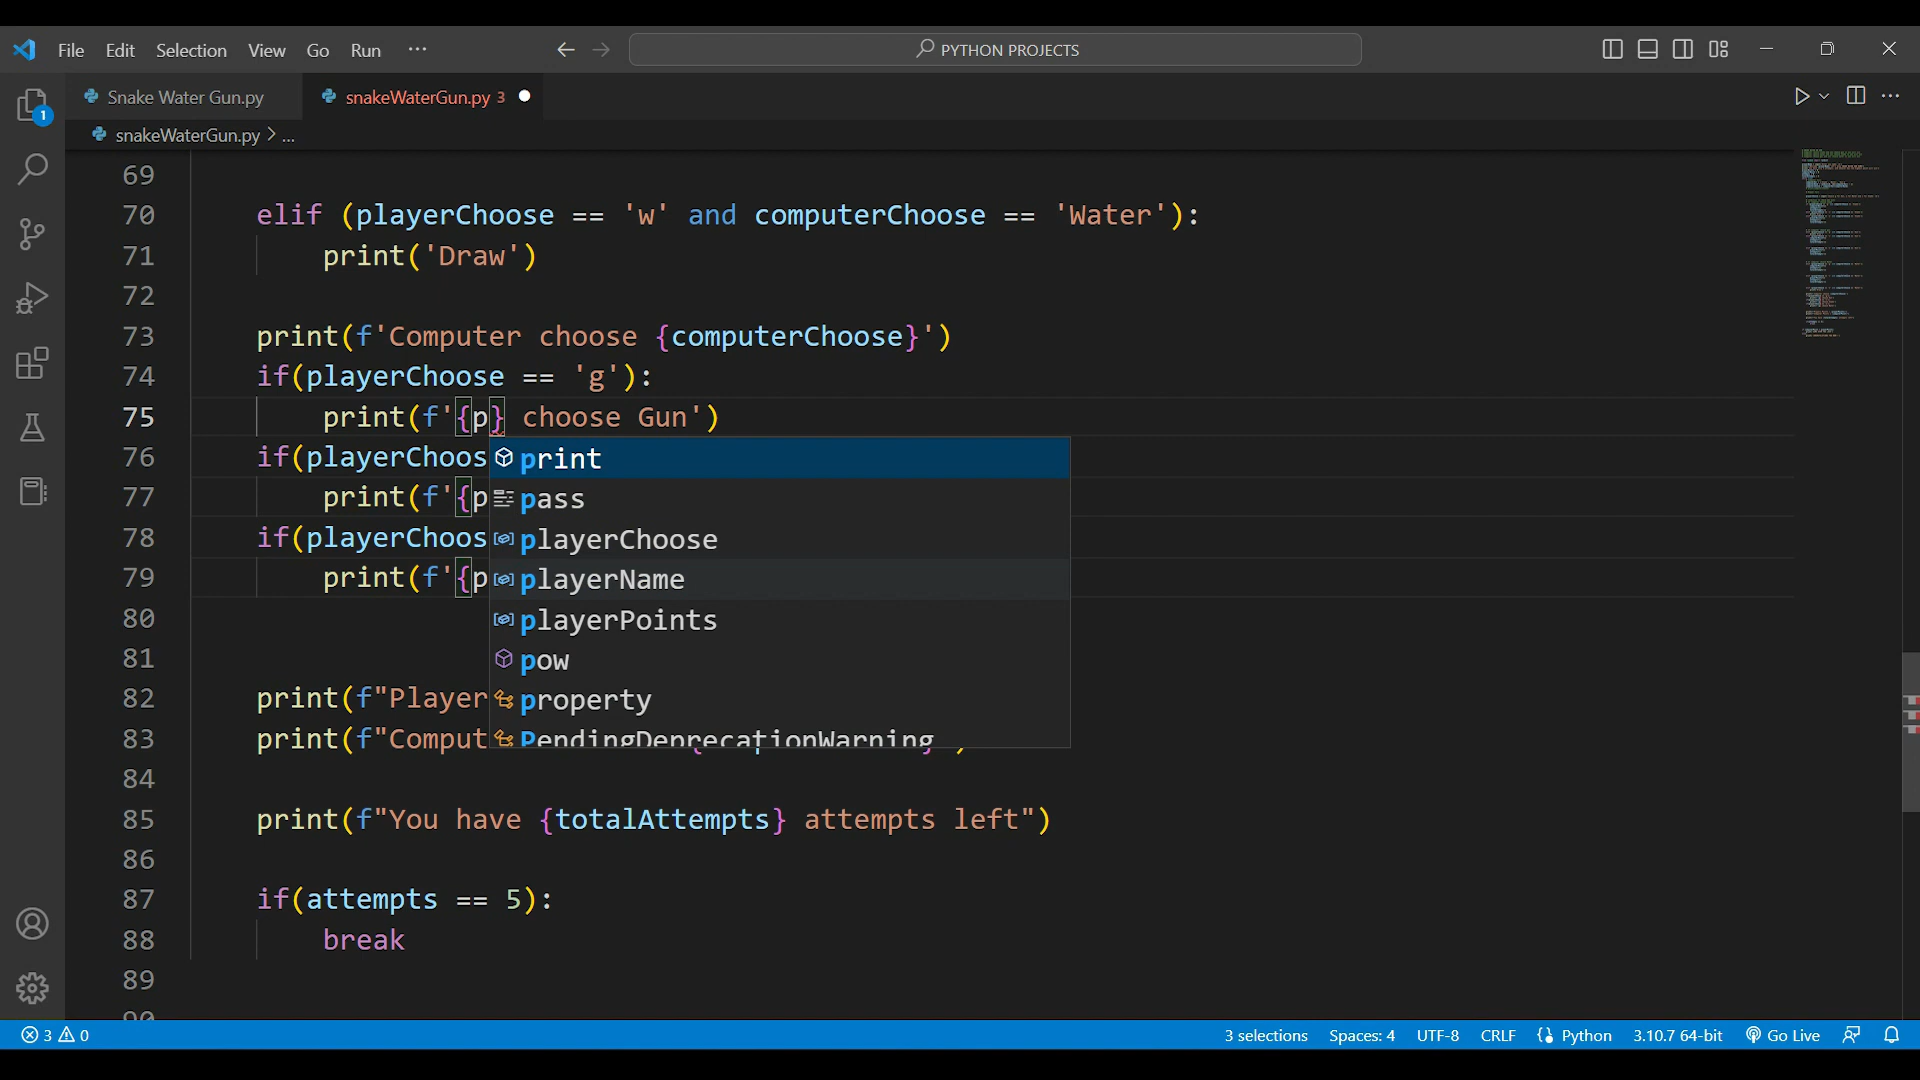 File Edit Selection View Go Run ···
PYTHON PROJECTS
1
Snake Water Gun.py
snakeWaterGun.py 3
snakeWaterGun.py > ...
69
70 elif (playerChoose == 'w' and computerChoose == 'Water'):
71 print('Draw')
72
73 print(f'Computer choose {computerChoose}')
74 if(playerChoose == 'g'):
75 print(f'{p} choose Gun')
76 if(playerChoos
77 print(f'{p
78 if(playerChoos
79 print(f'{p
print
pass
playerChoose
playerName
playerPoints
pow
property
PendingDeprecationWarning
80
81
82 print(f"Player
83 print(f"Comput
84
85 print(f"You have {totalAttempts} attempts left")
86
87 if(attempts == 5):
88 break
89
90
3 0 3 selections Spaces: 4 UTF-8 CRLF Python 3.10.7 64-bit Go Live